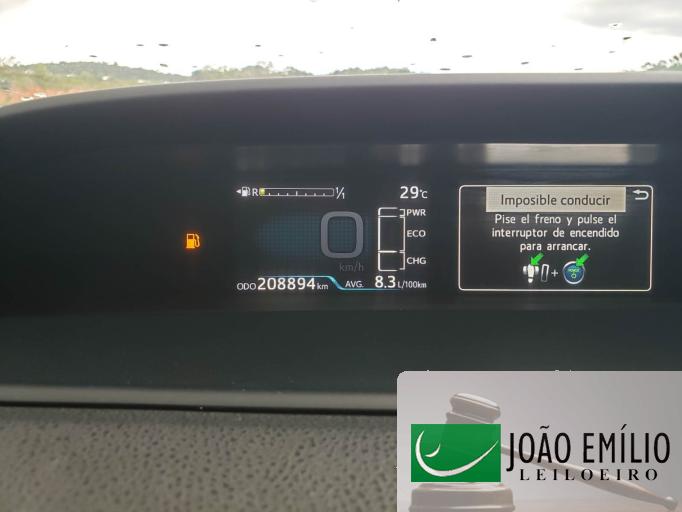 R 1/1 29°C
PWR
ECO
CHG
0
km/h
ODO 208894 km AVG. 8.3 L/100km
Imposible conducir
Pise el freno y pulse el
interruptor de encendido
para arrancar.
+
POWER
JOÃO EMÍLIO
LEILOEIRO